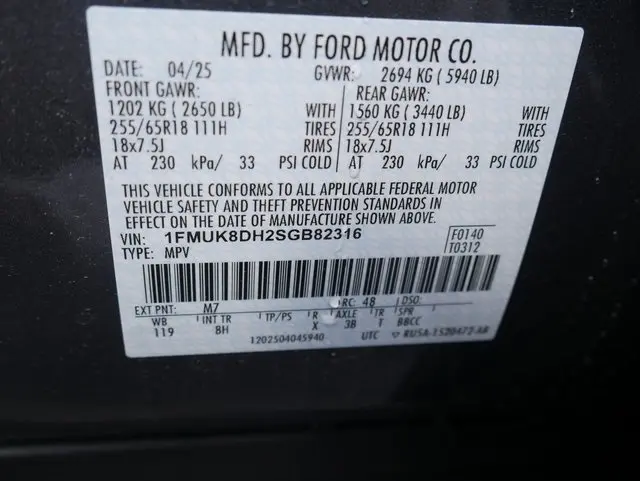 MFD. BY FORD MOTOR CO.
DATE: 04/25 GVWR: 2694 KG ( 5940 LB)
FRONT GAWR: REAR GAWR:
1202 KG ( 2650 LB) WITH 1560 KG ( 3440 LB) WITH
255/65R18 111H TIRES 255/65R18 111H TIRES
18x7.5J RIMS 18x7.5J RIMS
AT 230 kPa/ 33 PSI COLD AT 230 kPa/ 33 PSI COLD
THIS VEHICLE CONFORMS TO ALL APPLICABLE FEDERAL MOTOR
VEHICLE SAFETY AND THEFT PREVENTION STANDARDS IN
EFFECT ON THE DATE OF MANUFACTURE SHOWN ABOVE.
VIN: 1FMUK8DH2SGB82316 F0140
TYPE: MPV T0312
EXT PNT: M7 RC: 48 DSO:
WB INT TR TP/PS R AXLE TR SPR
119 BH X 3B T BBCC
1202504045940 UTC RU5A-1520472-AB